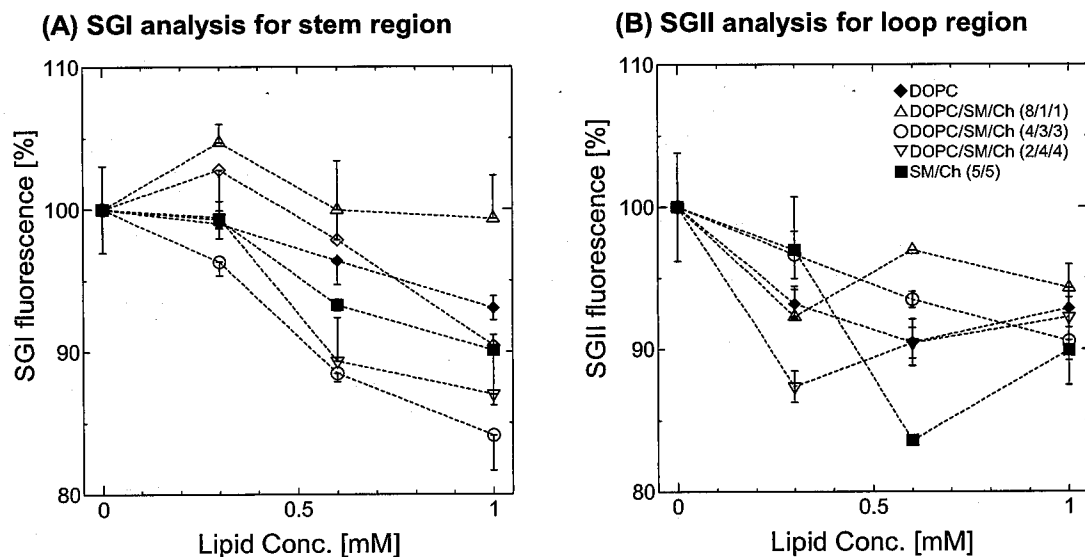 (A) SGI analysis for stem region
110
100
90
80
SGI fluorescence [%]
0
0.5
1
Lipid Conc. [mM]
(B) SGII analysis for loop region
110
100
90
80
SGII fluorescence [%]
DOPC
DOPC/SM/Ch (8/1/1)
DOPC/SM/Ch (4/3/3)
DOPC/SM/Ch (2/4/4)
SM/Ch (5/5)
0
0.5
1
Lipid Conc. [mM]